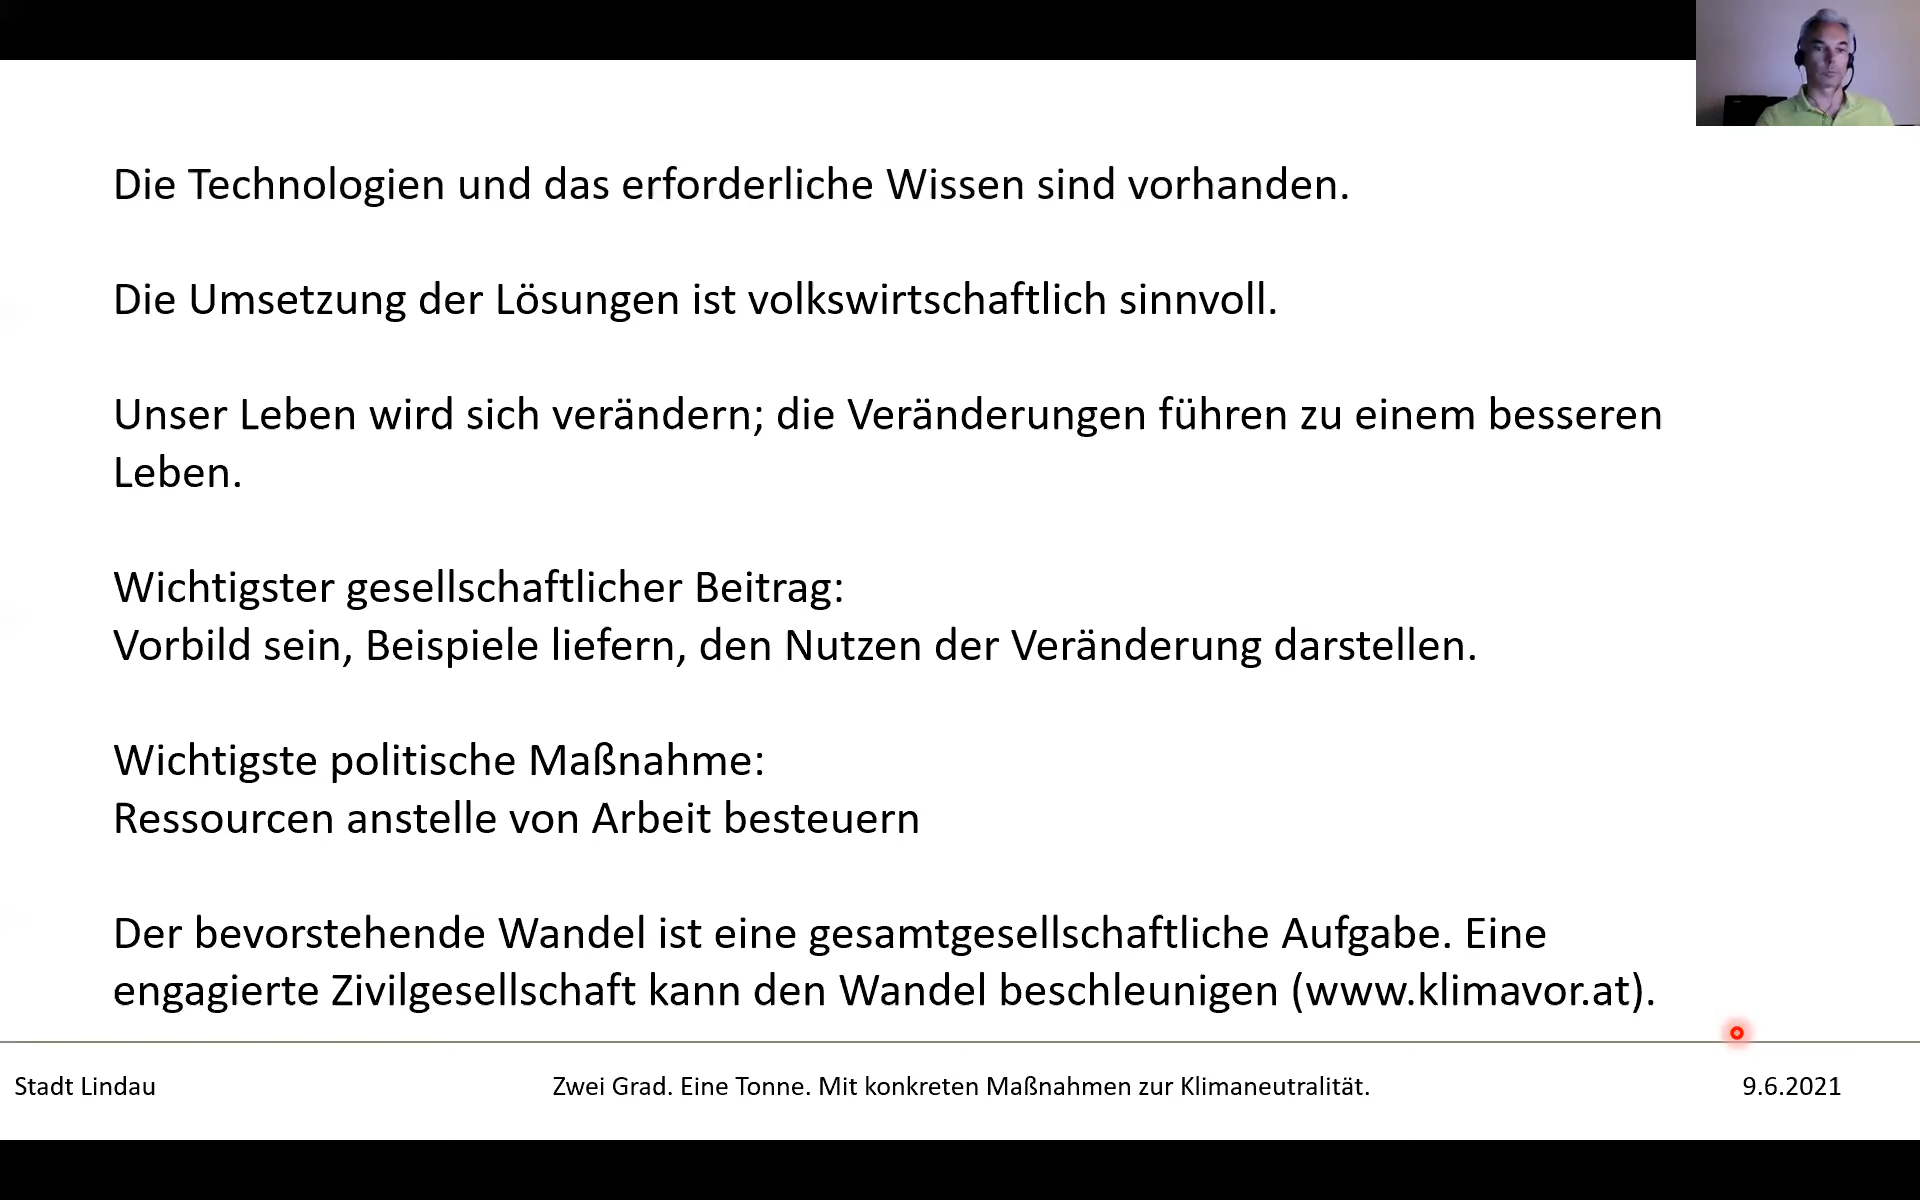 Die Technologien und das erforderliche Wissen sind vorhanden.
Die Umsetzung der Lösungen ist volkswirtschaftlich sinnvoll.
Unser Leben wird sich verändern; die Veränderungen führen zu einem besseren
Leben.
Wichtigster gesellschaftlicher Beitrag:
Vorbild sein, Beispiele liefern, den Nutzen der Veränderung darstellen.
Wichtigste politische Maßnahme:
Ressourcen anstelle von Arbeit besteuern
Der bevorstehende Wandel ist eine gesamtgesellschaftliche Aufgabe. Eine
engagierte Zivilgesellschaft kann den Wandel beschleunigen (www.klimavor.at).
Stadt Lindau
Zwei Grad. Eine Tonne. Mit konkreten Maßnahmen zur Klimaneutralität.
9.6.2021